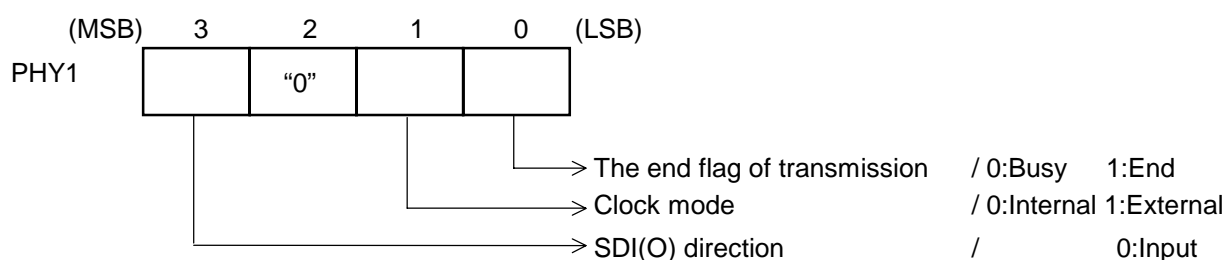 (MSB) 3 2 1 0 (LSB)
PHY1 “0”
The end flag of transmission / 0:Busy 1:End
Clock mode / 0:Internal 1:External
SDI(O) direction / 0:Input